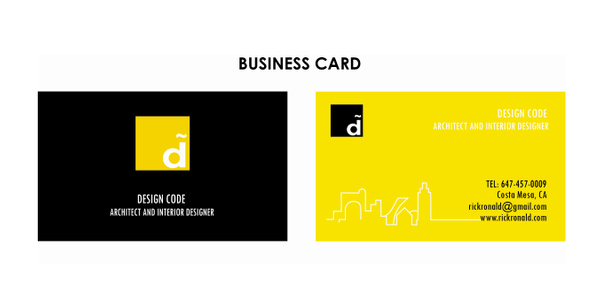 BUSINESS CARD
d̃
DESIGN CODE
ARCHITECT AND INTERIOR DESIGNER
d̃
DESIGN CODE
ARCHITECT AND INTERIOR DESIGNER
TEL: 647-457-0009
Costa Mesa, CA
rickronald@gmail.com
www.rickronald.com